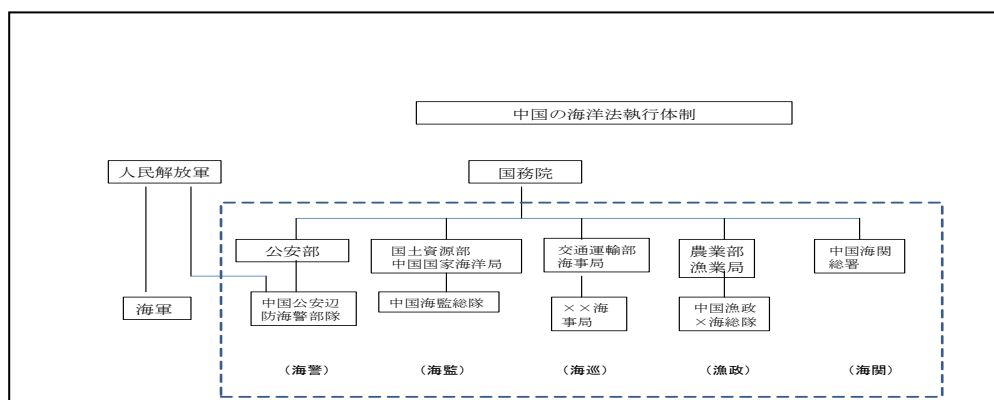 中国の海洋法執行体制
人民解放軍
国務院
公安部
国土資源部
中国国家海洋局
交通運輸部
海事局
農業部
漁業局
中国海関
総署
海軍
中国公安辺
防海警部隊
中国海監総隊
××海
事局
中国漁政
×海総隊
（海警）
（海監）
（海巡）
（漁政）
（海関）